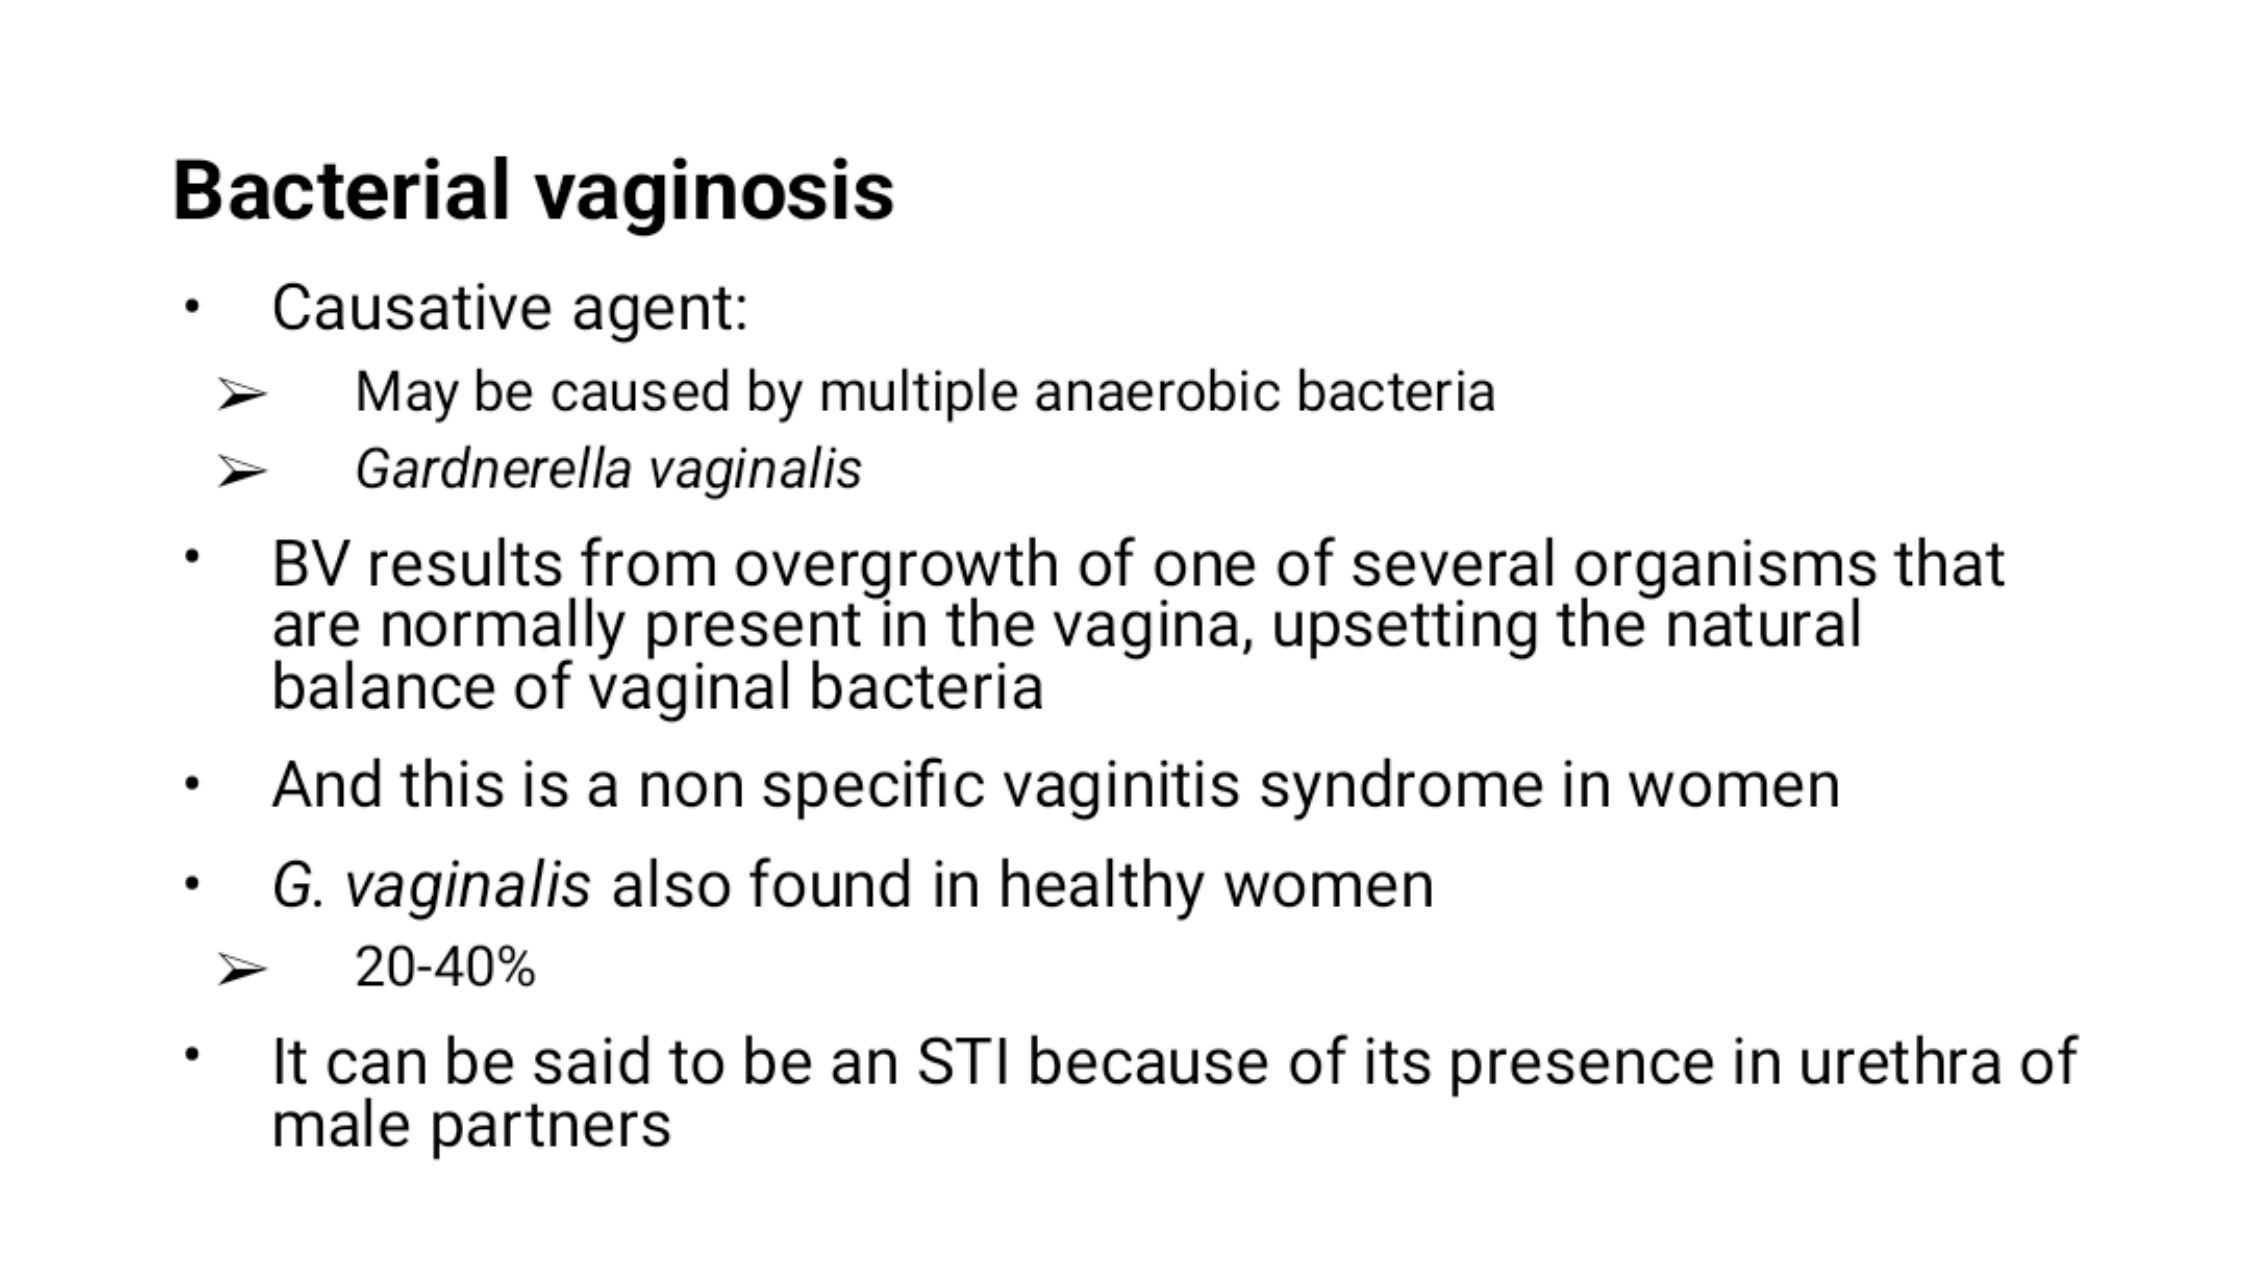 Bacterial vaginosis
• Causative agent:
➢ May be caused by multiple anaerobic bacteria
➢ Gardnerella vaginalis
• BV results from overgrowth of one of several organisms that
are normally present in the vagina, upsetting the natural
balance of vaginal bacteria
• And this is a non specific vaginitis syndrome in women
• G. vaginalis also found in healthy women
➢ 20-40%
• It can be said to be an STI because of its presence in urethra of
male partners